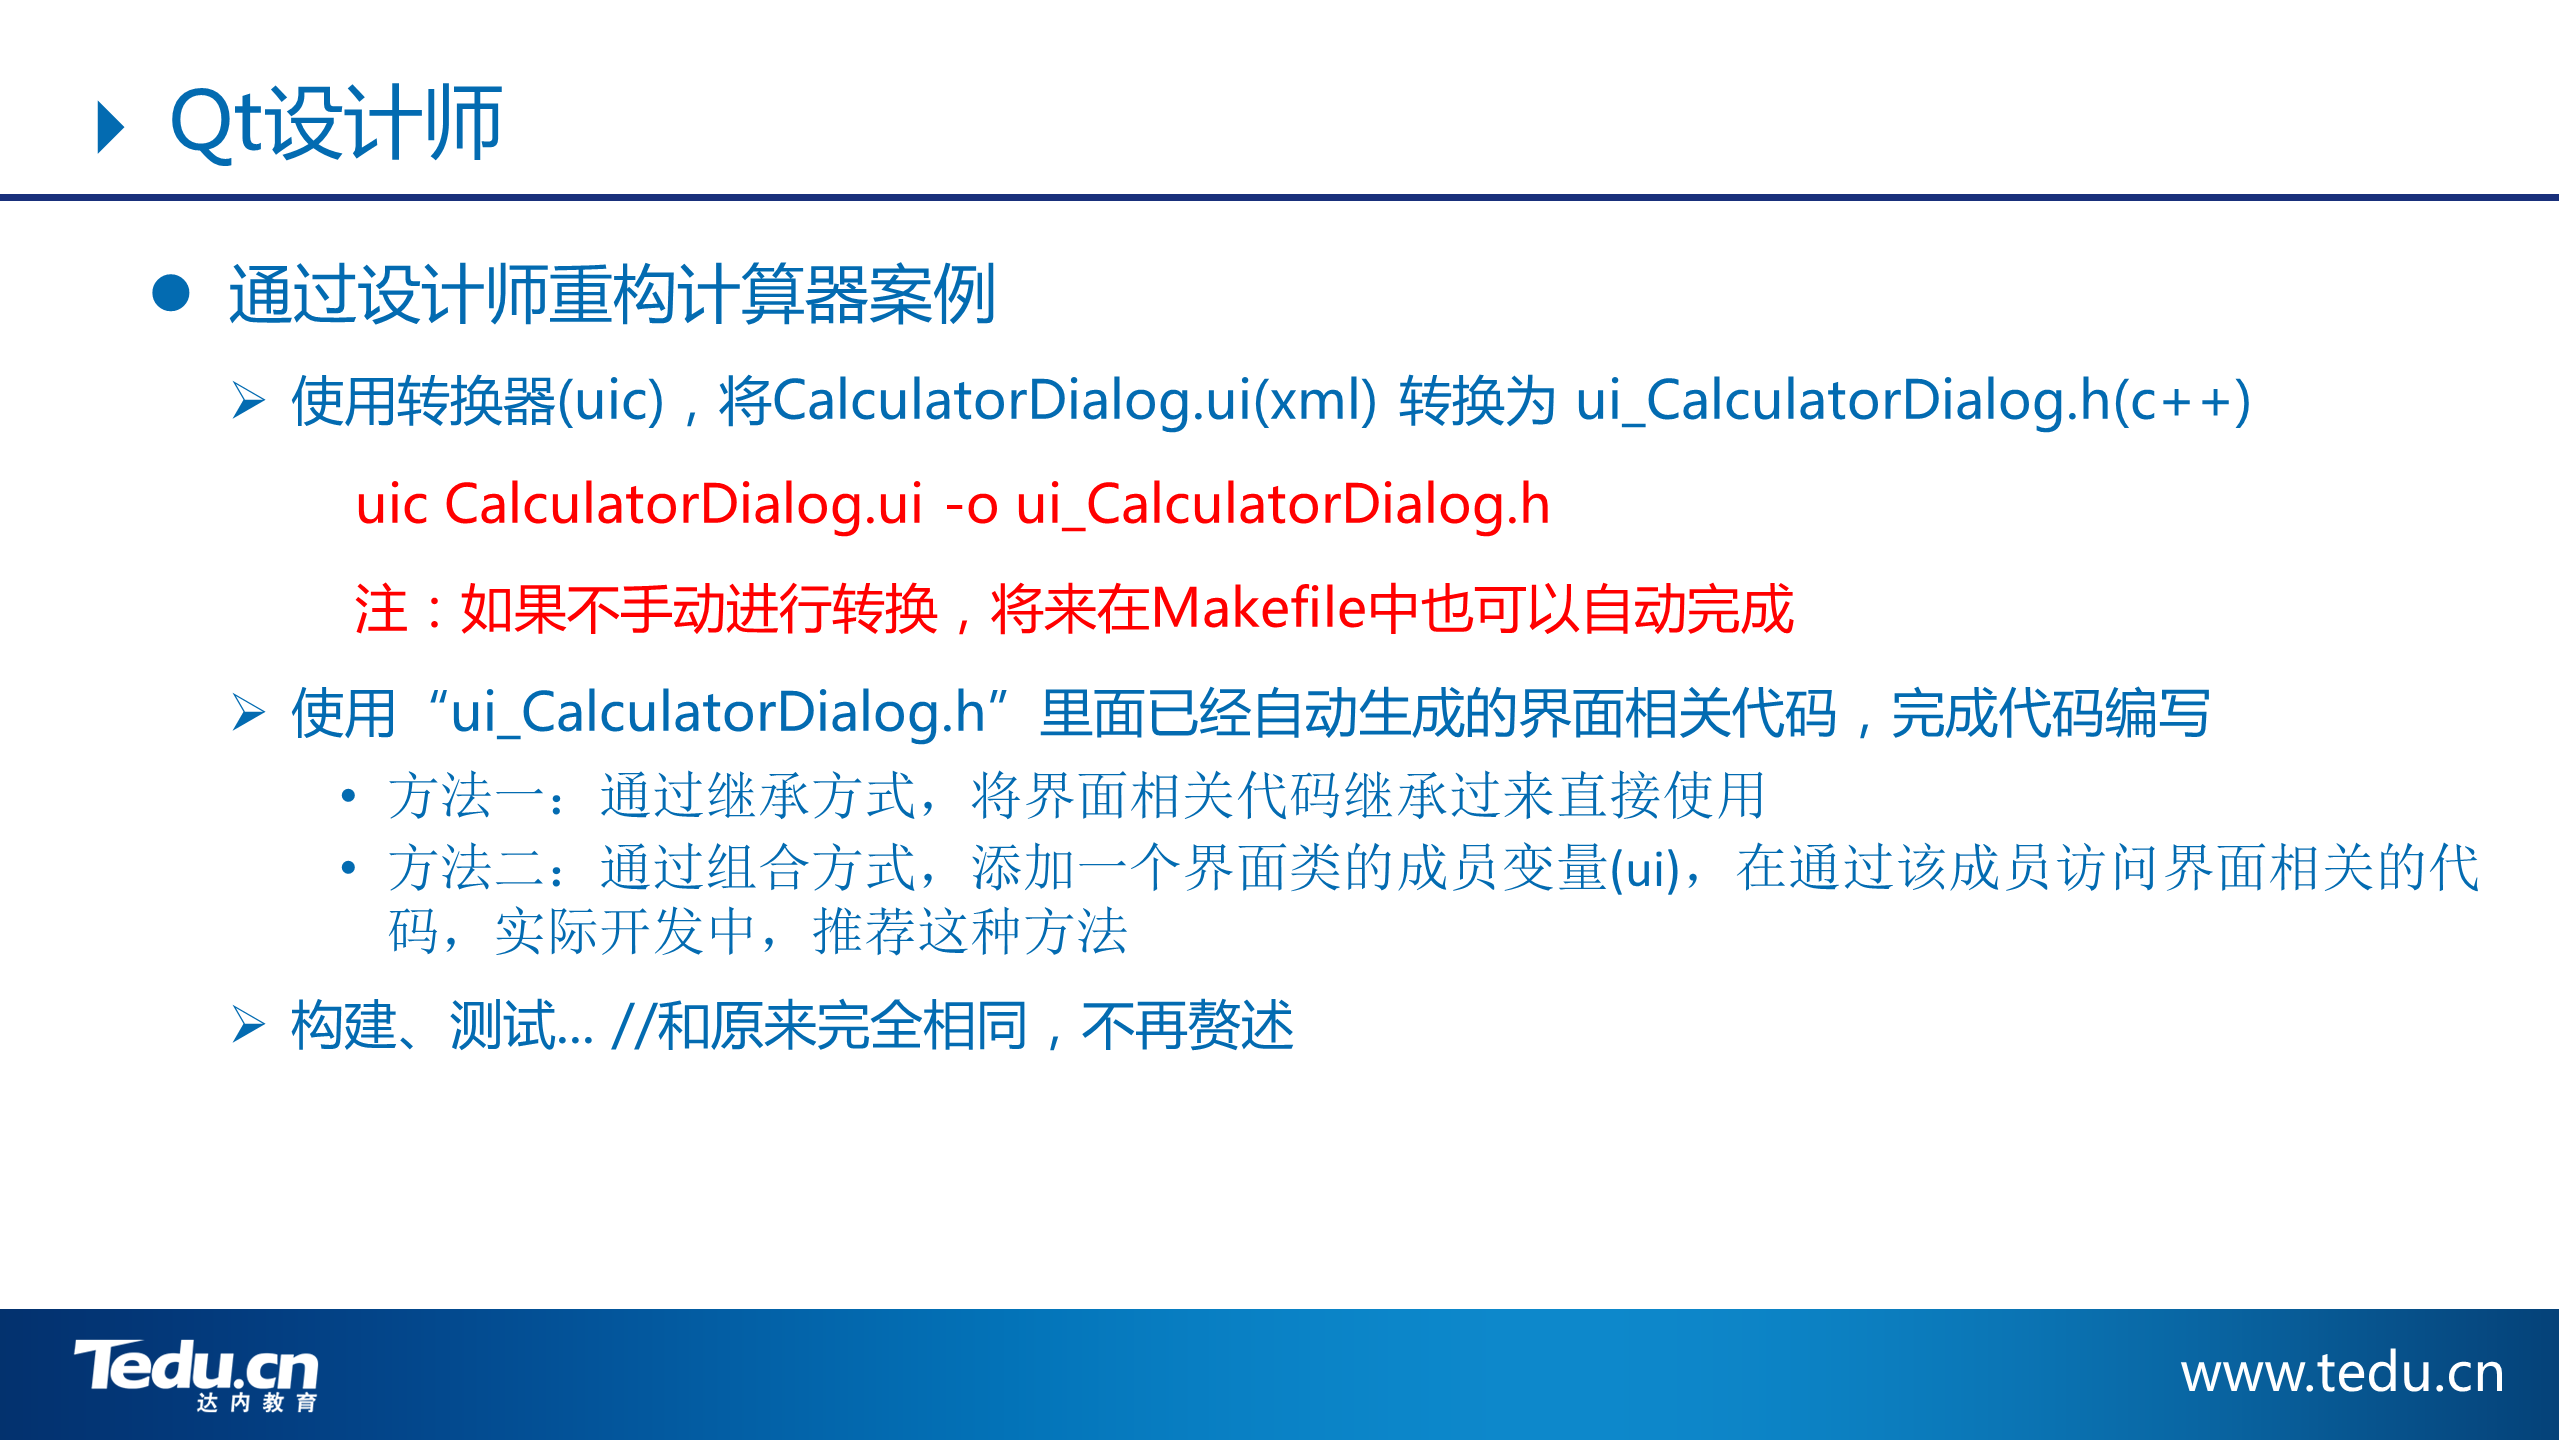 Qt设计师
通过设计师重构计算器案例
使用转换器(uic)，将CalculatorDialog.ui(xml) 转换为 ui_CalculatorDialog.h(c++)
uic CalculatorDialog.ui -o ui_CalculatorDialog.h
注：如果不手动进行转换，将来在Makefile中也可以自动完成
使用“ui_CalculatorDialog.h”里面已经自动生成的界面相关代码，完成代码编写
• 方法一：通过继承方式，将界面相关代码继承过来直接使用
• 方法二：通过组合方式，添加一个界面类的成员变量(ui)，在通过该成员访问界面相关的代
码，实际开发中，推荐这种方法
构建、测试... //和原来完全相同，不再赘述
Tedu.cn
达内教育
www.tedu.cn